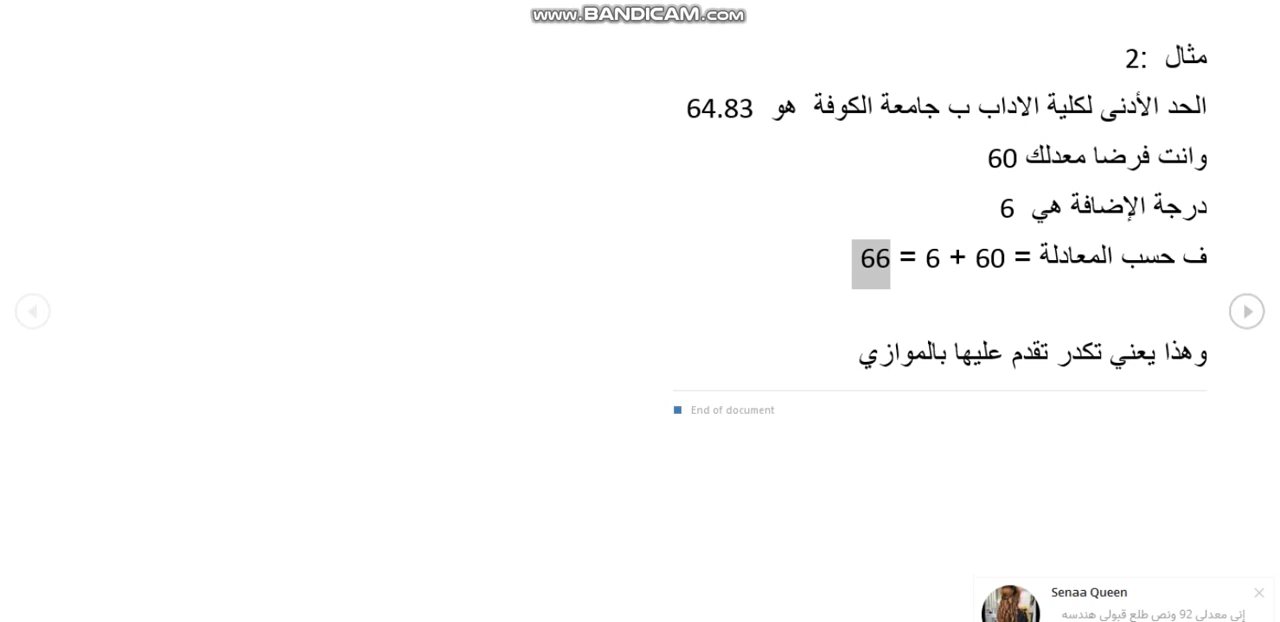 www.BANDICAM.com
مثال :2
الحد الأدنى لكلية الاداب ب جامعة الكوفة هو 64.83
وانت فرضا معدلك 60
درجة الإضافة هي 6
ف حسب المعادلة = 60 + 6 = 66
وهذا يعني تكدر تقدم عليها بالموازي
End of document
Senaa Queen
إني معدلي 92 ونص طلع قبولي هندسه